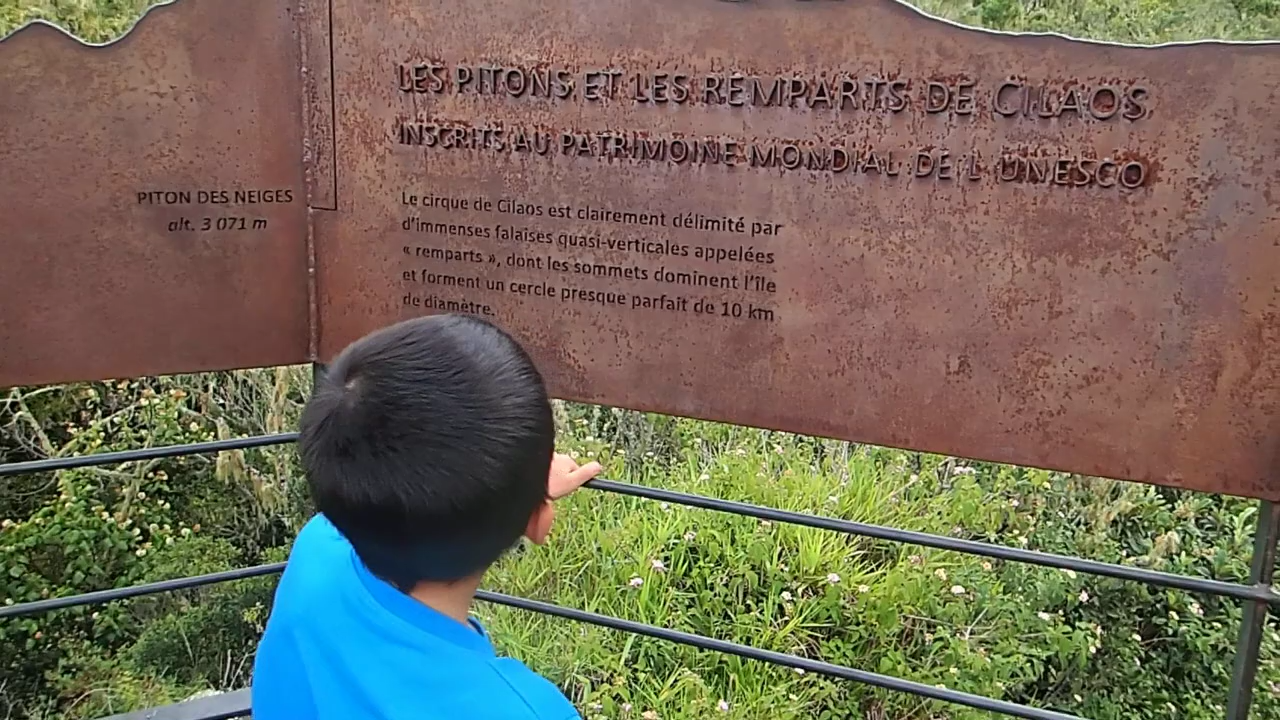 LES PITONS ET LES REMPARTS DE CILAOS
INSCRITS AU PATRIMOINE MONDIAL DE L'UNESCO
PITON DES NEIGES
alt. 3 071 m
Le cirque de Cilaos est clairement délimité par
d'immenses falaises quasi-verticales appelées
« remparts », dont les sommets dominent l'île
et forment un cercle presque parfait de 10 km
de diamètre.